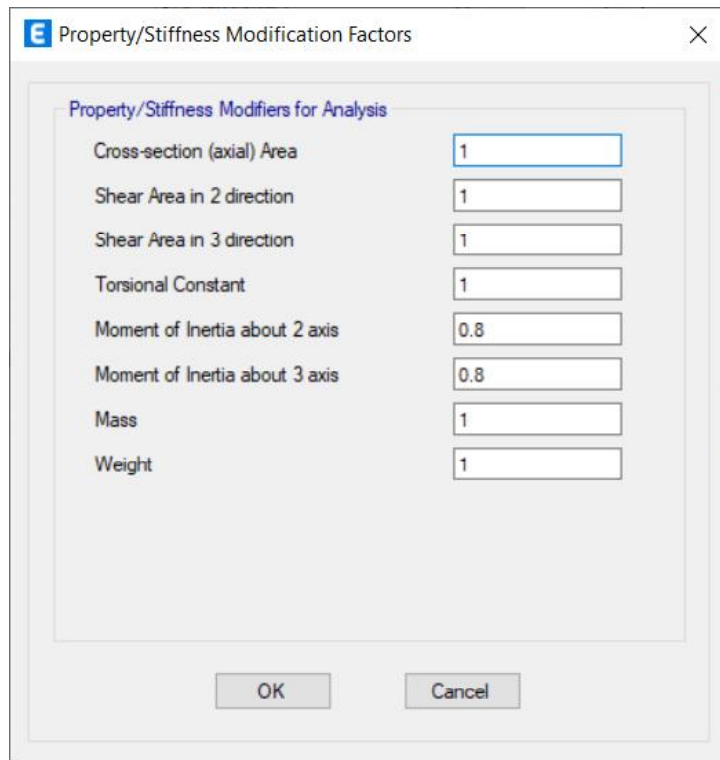 E Property/Stiffness Modification Factors
Property/Stiffness Modifiers for Analysis
Cross-section (axial) Area 1
Shear Area in 2 direction 1
Shear Area in 3 direction 1
Torsional Constant 1
Moment of Inertia about 2 axis 0.8
Moment of Inertia about 3 axis 0.8
Mass 1
Weight 1
OK Cancel